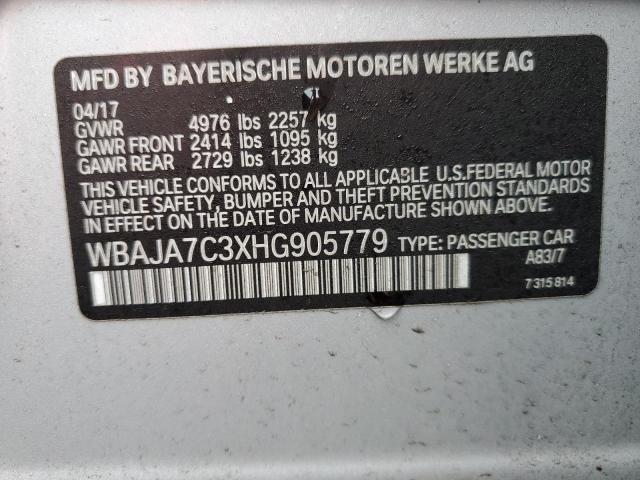 MFD BY BAYERISCHE MOTOREN WERKE AG
04/17
GVWR 4976 lbs 2257 kg
GAWR FRONT 2414 lbs 1095 kg
GAWR REAR 2729 lbs 1238 kg
THIS VEHICLE CONFORMS TO ALL APPLICABLE U.S.FEDERAL MOTOR
VEHICLE SAFETY, BUMPER AND THEFT PREVENTION STANDARDS
IN EFFECT ON THE DATE OF MANUFACTURE SHOWN ABOVE.
WBAJA7C3XHG905779 TYPE: PASSENGER CAR
A83/7
7 315 814